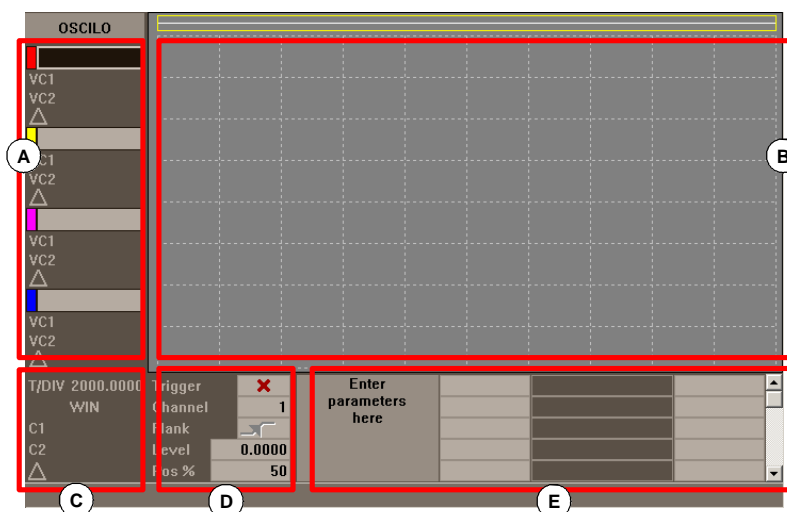 OSCILO
VC1
VC2
△
A
C1
VC2
△
B
VC1
VC2
△
VC1
VC2
△
T/DIV 2000.0000
WIN
C1
C2
△
Trigger
Channel 1
Flank
Level 0.0000
Pos % 50
Enter
parameters
here
C
D
E